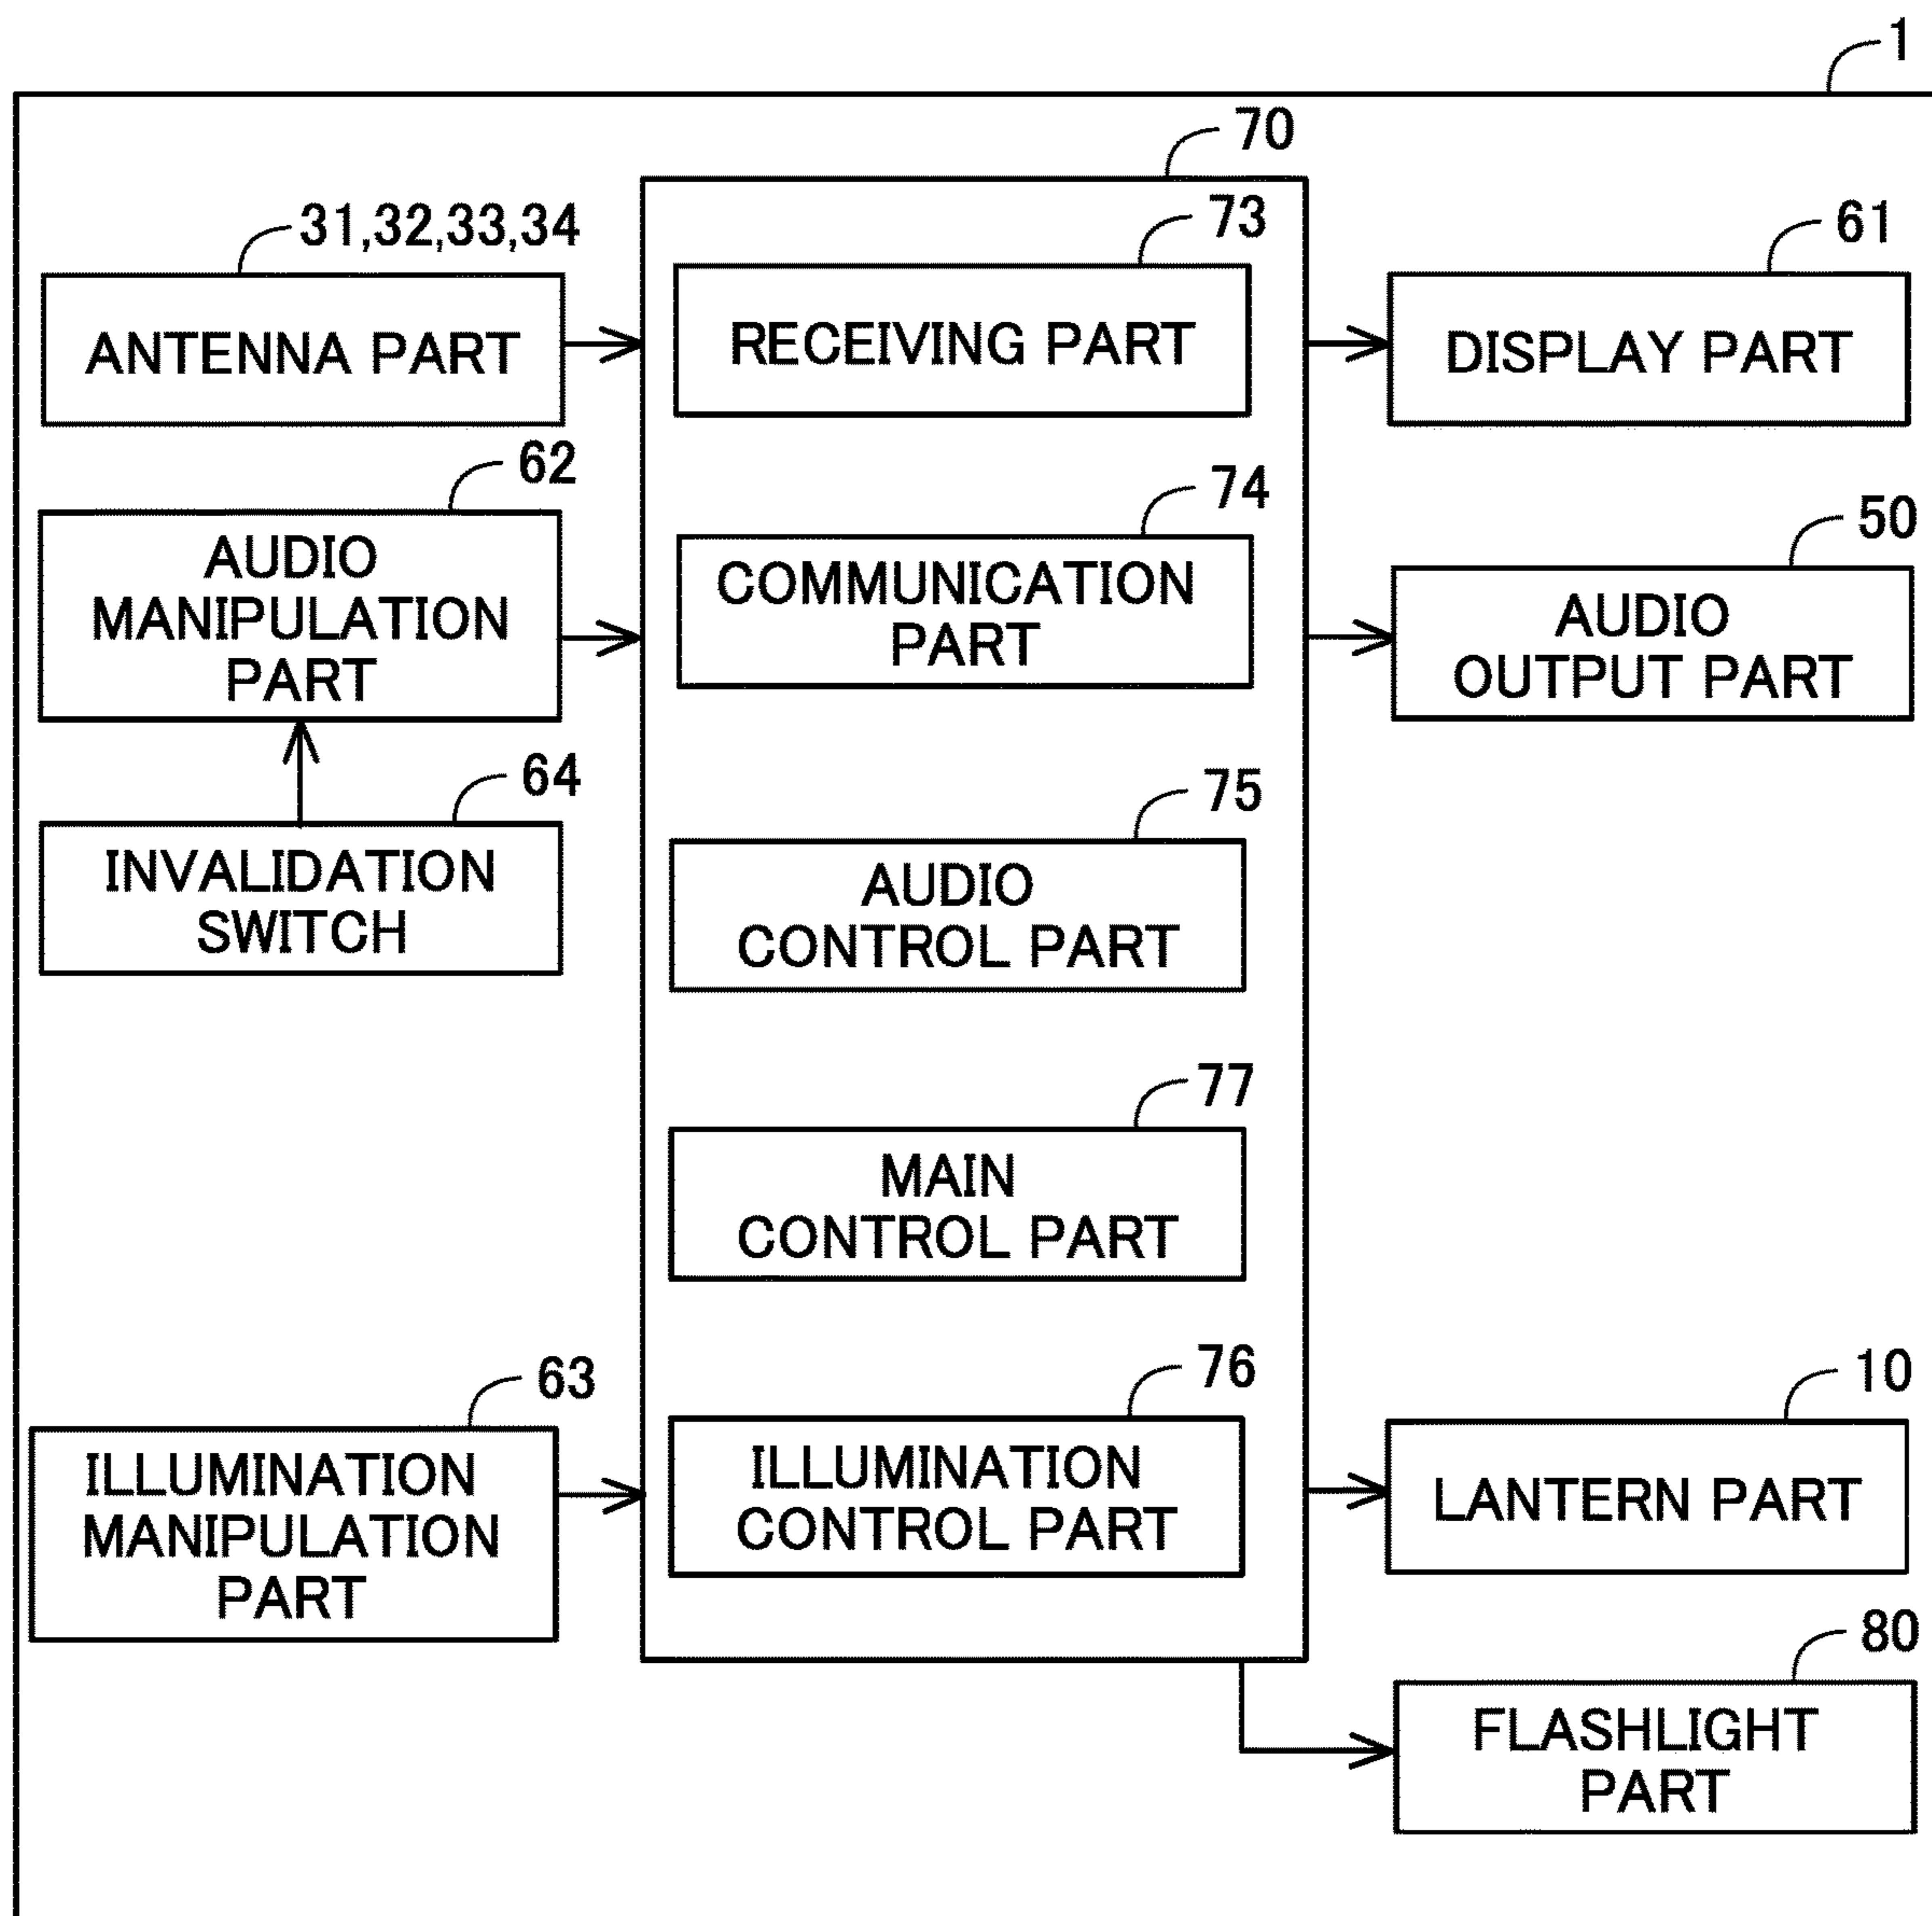 1
70
31,32,33,34
ANTENNA PART
73
RECEIVING PART
61
DISPLAY PART
62
AUDIO
MANIPULATION
PART
74
COMMUNICATION
PART
50
AUDIO
OUTPUT PART
64
INVALIDATION
SWITCH
75
AUDIO
CONTROL PART
77
MAIN
CONTROL PART
63
ILLUMINATION
MANIPULATION
PART
76
ILLUMINATION
CONTROL PART
10
LANTERN PART
80
FLASHLIGHT
PART